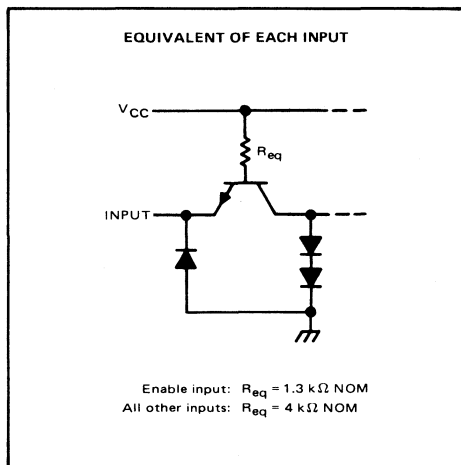 EQUIVALENT OF EACH INPUT
VCC
Req
INPUT
Enable input: Req = 1.3 kΩ NOM
All other inputs: Req = 4 kΩ NOM